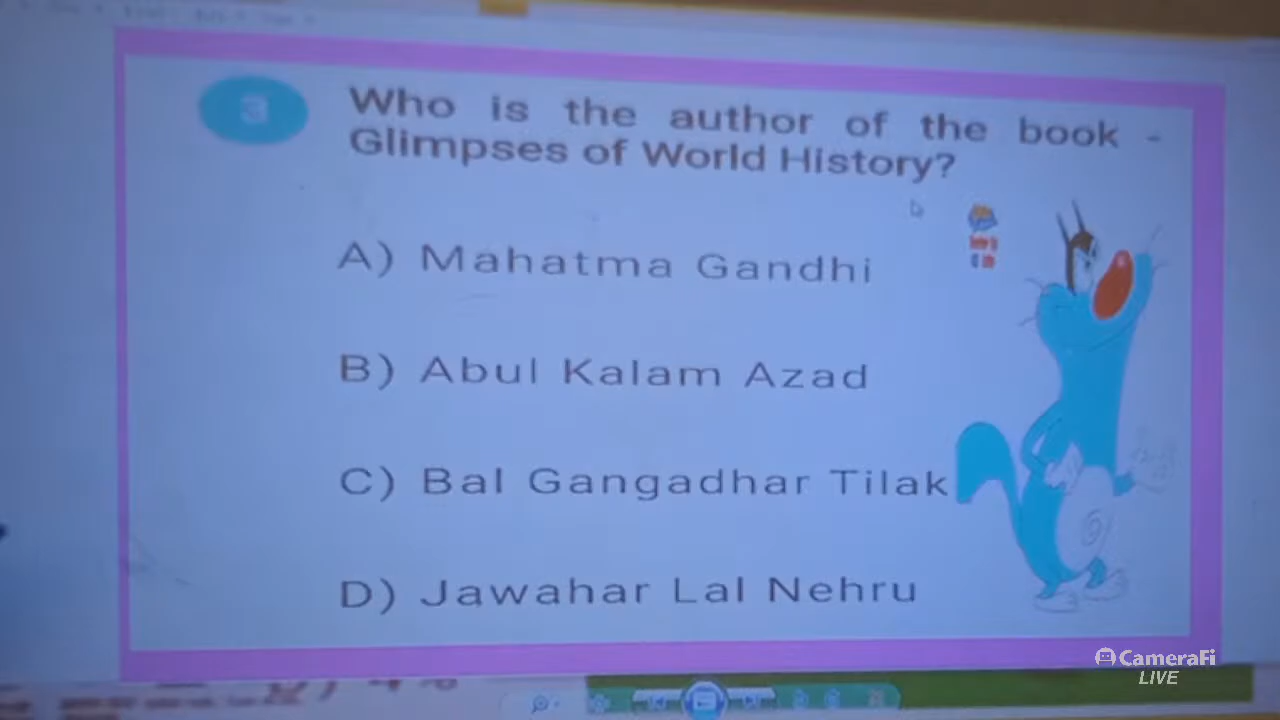 3
Who is the author of the book -
Glimpses of World History?
A) Mahatma Gandhi
B) Abul Kalam Azad
C) Bal Gangadhar Tilak
D) Jawahar Lal Nehru
CameraFi
LIVE